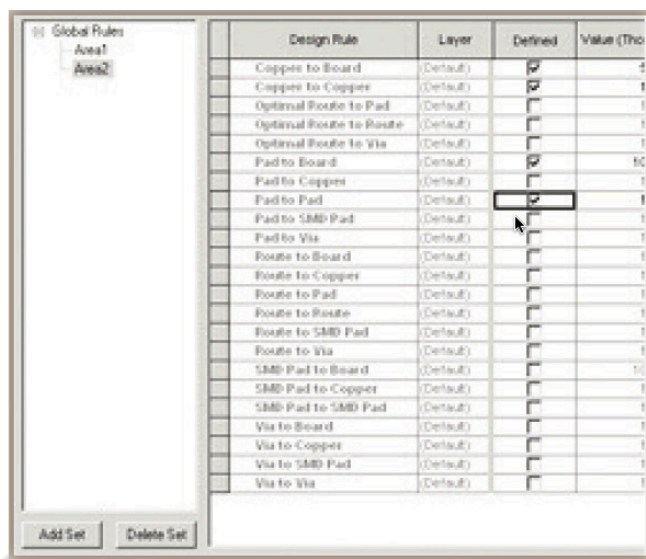 Global Rules
Area1
Area2
Design Rule Layer Defined Value (Tho
Copper to Board (Default)
Copper to Copper (Default)
Optimal Route to Pad (Default)
Optimal Route to Route (Default)
Optimal Route to Via (Default)
Pad to Board (Default) 10
Pad to Copper (Default)
Pad to Pad (Default)
Pad to SMD Pad (Default)
Pad to Via (Default)
Route to Board (Default)
Route to Copper (Default)
Route to Pad (Default)
Route to Route (Default)
Route to SMD Pad (Default)
Route to Via (Default)
SMD Pad to Board (Default) 10
SMD Pad to Copper (Default)
SMD Pad to SMD Pad (Default)
Via to Board (Default)
Via to Copper (Default)
Via to SMD Pad (Default)
Via to Via (Default)
Add Set Delete Set